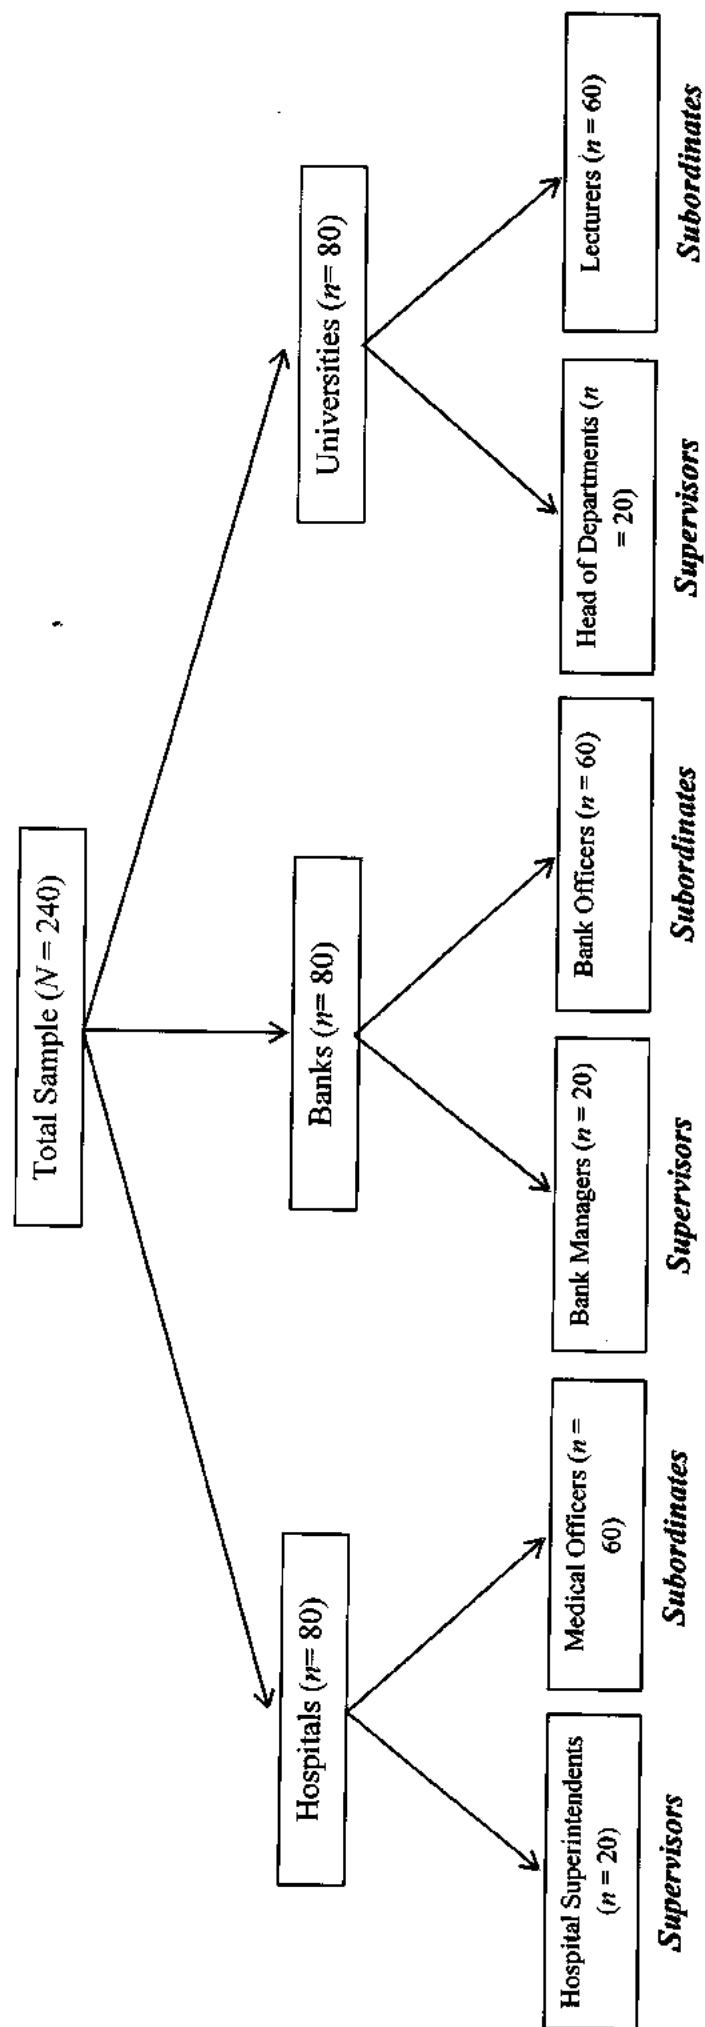 Total Sample (N = 240)
Hospitals (n= 80)
Banks (n= 80)
Universities (n= 80)
Hospital Superintendents
(n = 20)
Medical Officers (n =
60)
Bank Managers (n = 20)
Bank Officers (n = 60)
Head of Departments (n
= 20)
Lecturers (n = 60)
Supervisors
Subordinates
Supervisors
Subordinates
Supervisors
Subordinates